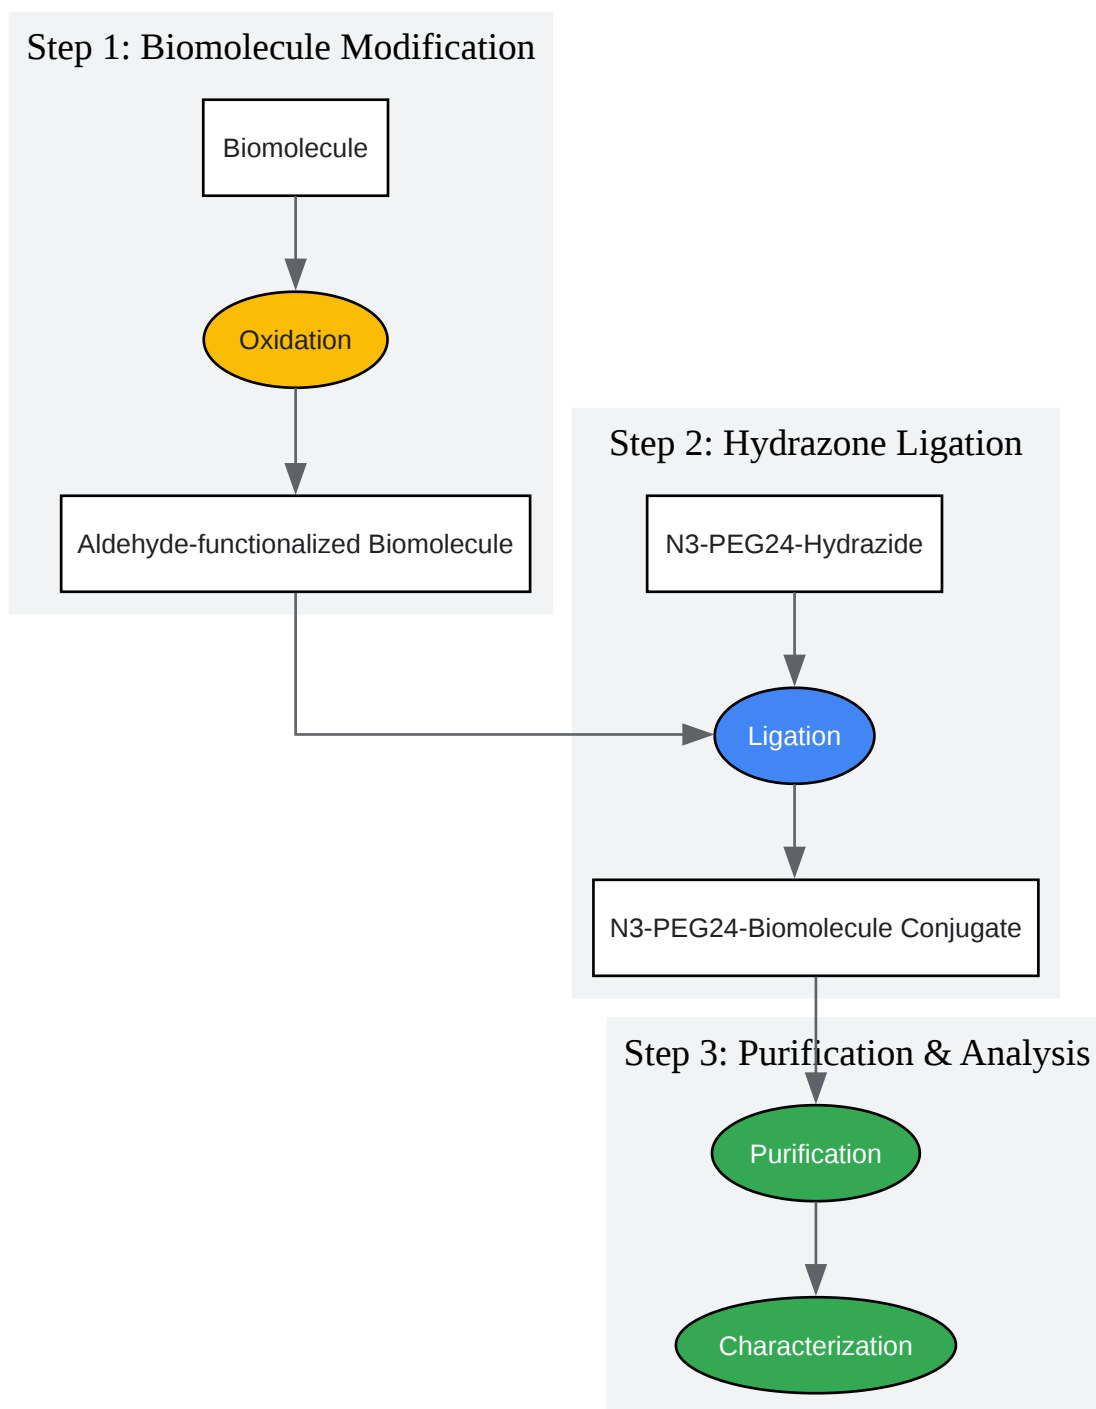 Step 1: Biomolecule Modification
Biomolecule
Oxidation
Aldehyde-functionalized Biomolecule
Step 2: Hydrazone Ligation
N3-PEG24-Hydrazide
Ligation
N3-PEG24-Biomolecule Conjugate
Step 3: Purification & Analysis
Purification
Characterization